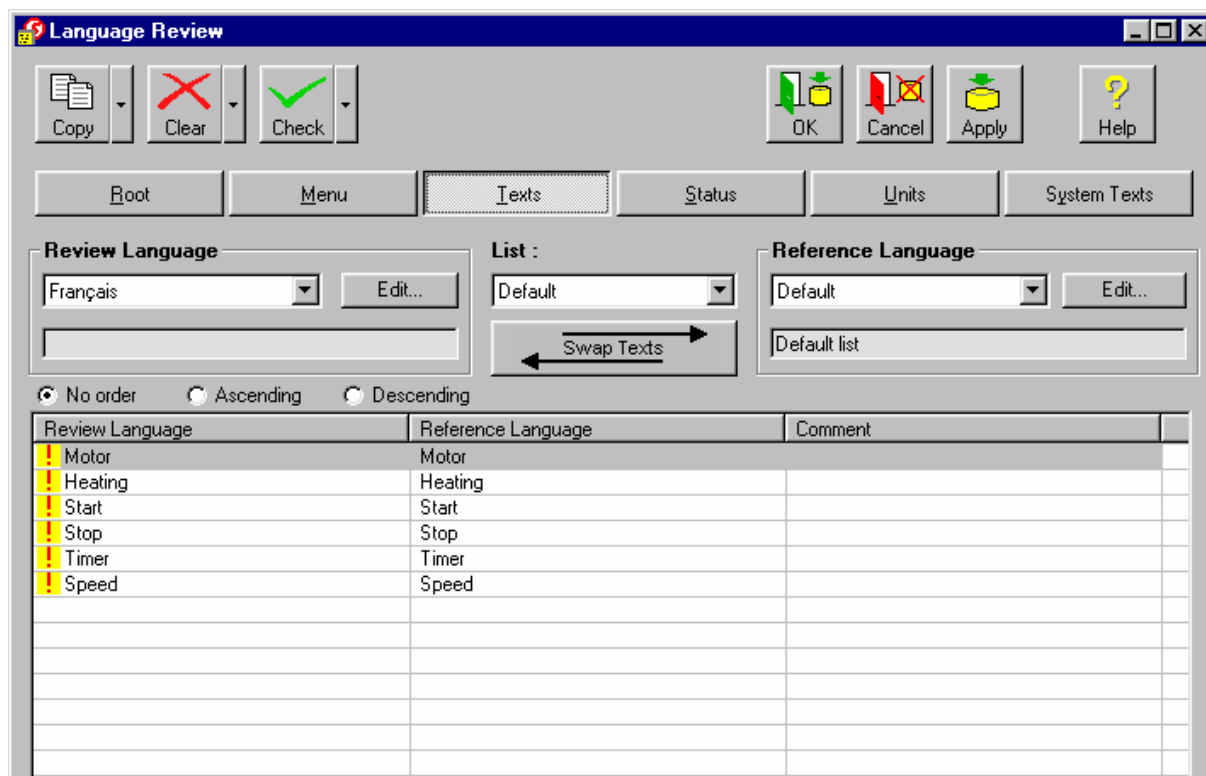 Language Review
Copy Clear Check OK Cancel Apply Help
Root Menu Texts Status Units System Texts
Review Language List : Reference Language
Français Edit... Default Default Edit...
Swap Texts Default list
No order Ascending Descending
Review Language Reference Language Comment
! Motor Motor
! Heating Heating
! Start Start
! Stop Stop
! Timer Timer
! Speed Speed